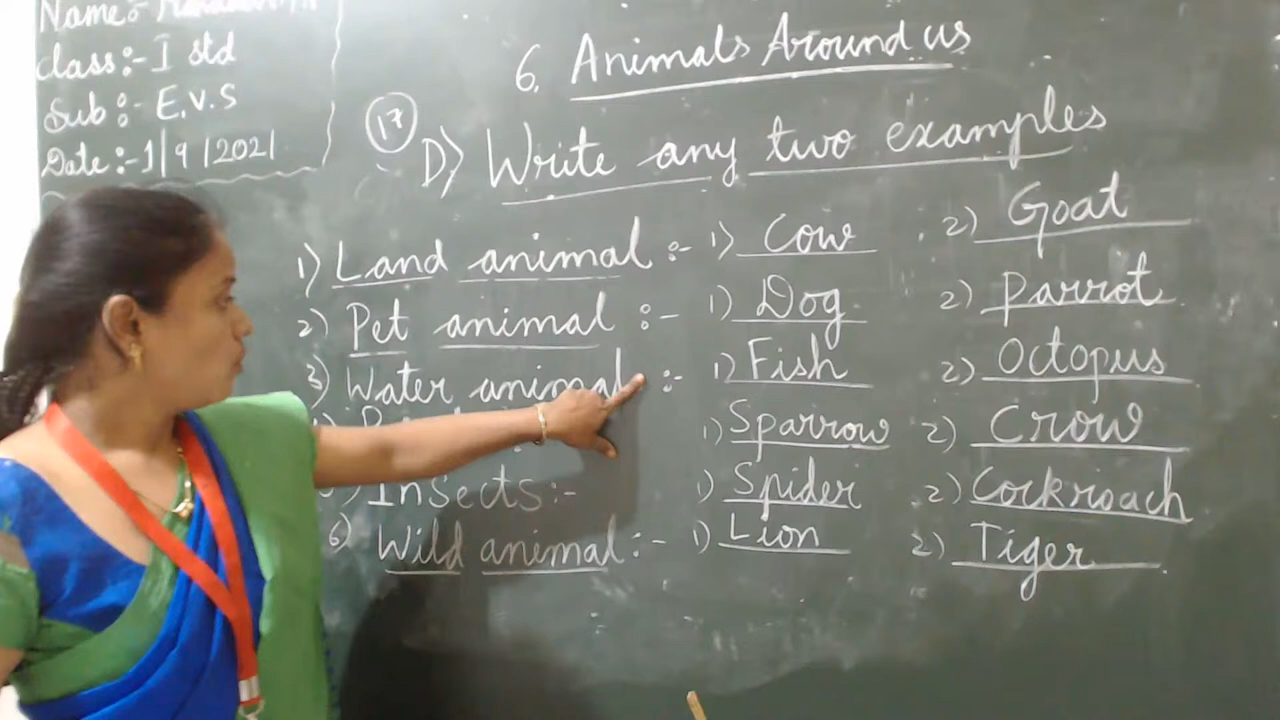 Name :-
Class :- I std
Sub :- E.V.S
Date :- 1/9/2021
6. Animals Around us
17
D) Write any two examples
1) Land animal :- 1) Cow 2) Goat
2) Pet animal :- 1) Dog 2) Parrot
3) Water animal :- 1) Fish 2) Octopus
1) Sparrow 2) Crow
Insects :- 1) Spider 2) Cockroach
6) Wild animal :- 1) Lion 2) Tiger